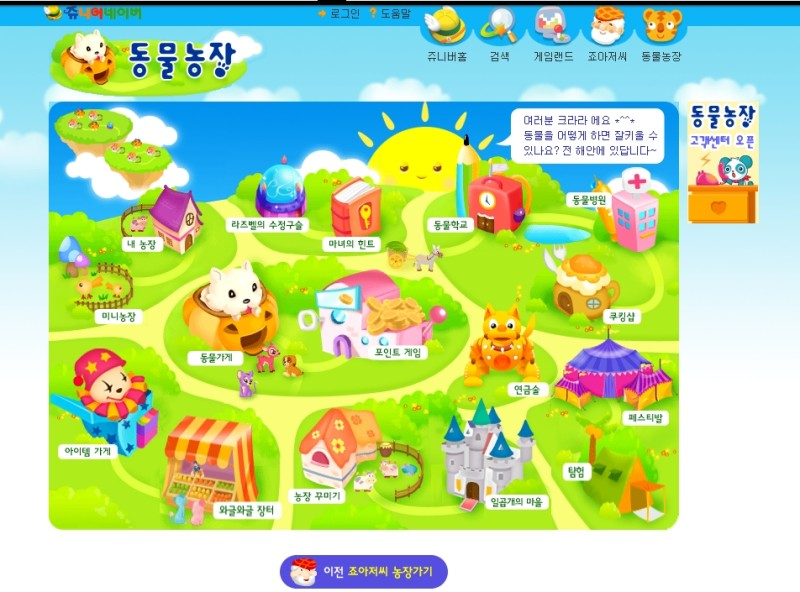 쥬니어네이버
로그인 ? 도움말
쥬니버홈 검색 게임랜드 죠아저씨 동물농장
동물농장
여러분 크라라 에요 +^^+
동물을 어떻게 하면 잘키울 수
있나요? 전 해안에 있답니다~
동물농장
고객센터 오픈
동물병원
라즈벨의 수정구슬
마녀의 힌트
동물학교
내 농장
미니농장
쿠킹샵
동물가게
포인트 게임
연금술
페스티발
아이템 가게
탐험
농장 꾸미기
일곱개의 마을
와글와글 장터
이전 죠아저씨 농장가기